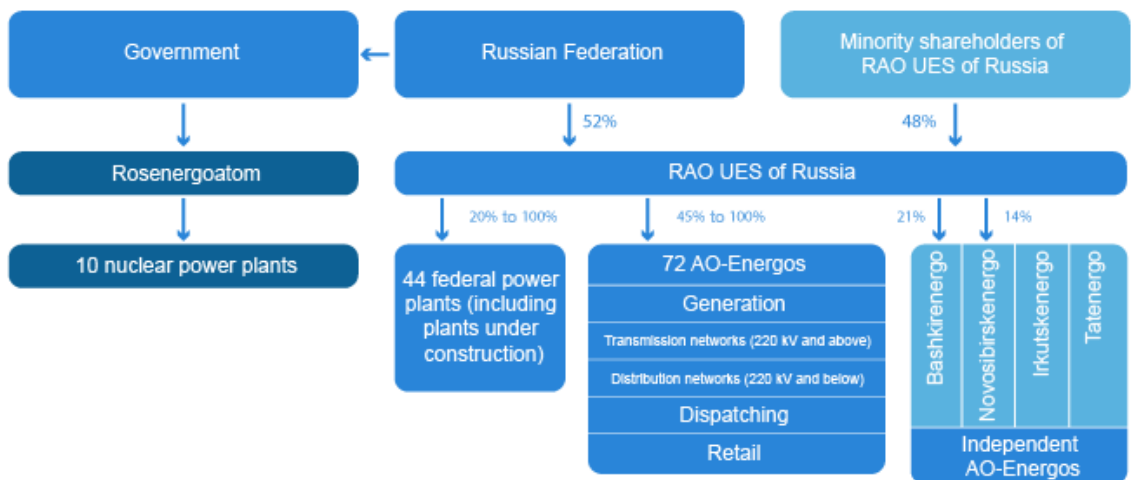 Government
Russian Federation
Minority shareholders of
RAO UES of Russia
52%
48%
Rosenergoatom
RAO UES of Russia
20% to 100%
45% to 100%
21%
14%
10 nuclear power plants
44 federal power
plants (including
plants under
construction)
72 AO-Energos
Generation
Transmission networks (220 kV and above)
Distribution networks (220 kV and below)
Dispatching
Retail
Bashkirenergo
Novosibirskenergo
Irkutskenergo
Tatenergo
Independent
AO-Energos